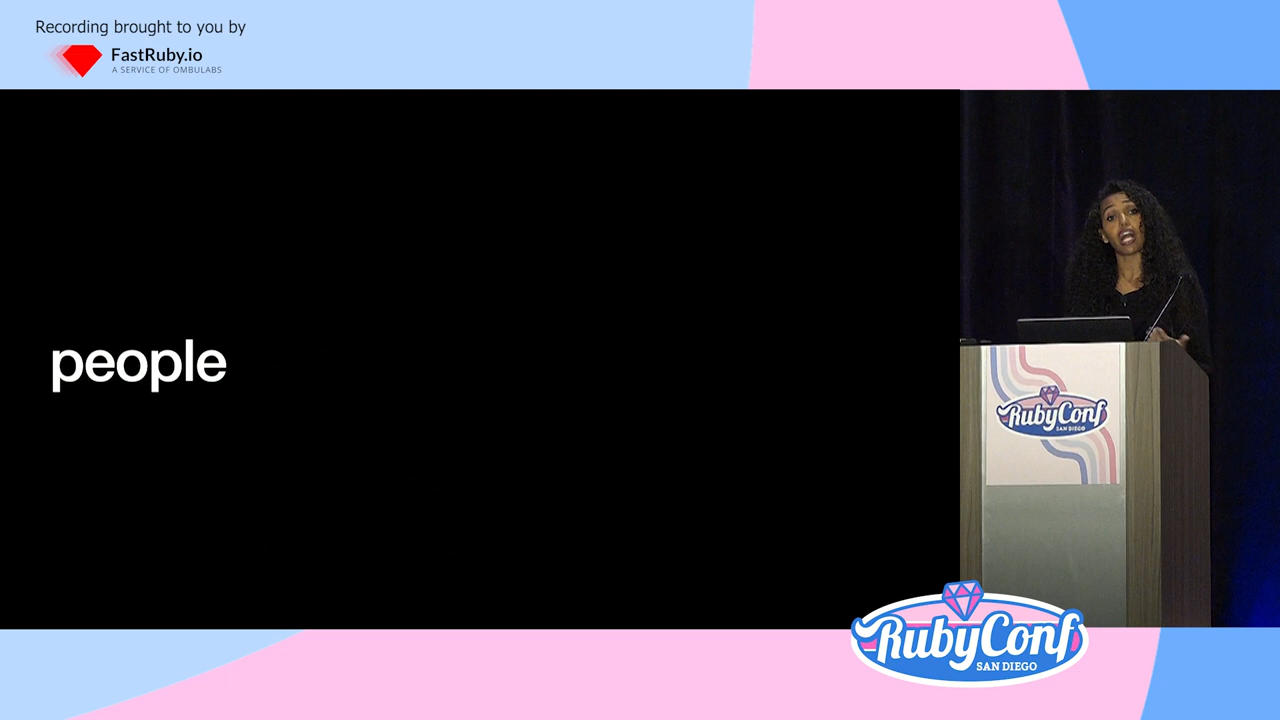 Recording brought to you by
FastRuby.io
A SERVICE OF OMBULABS
people
RubyConf
SAN DIEGO
RubyConf
SAN DIEGO